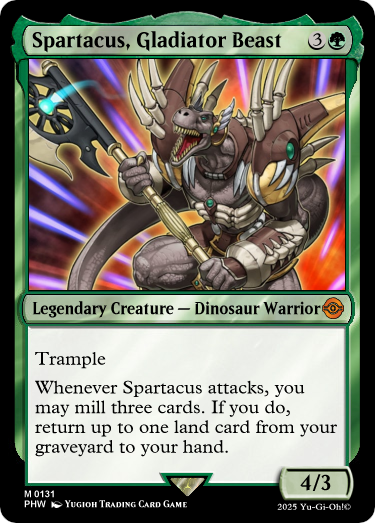 Spartacus, Gladiator Beast 3
Legendary Creature — Dinosaur Warrior
Trample
Whenever Spartacus attacks, you
may mill three cards. If you do,
return up to one land card from your
graveyard to your hand.
4/3
M 0131
PHW Yugioh Trading Card Game
2025 Yu-Gi-Oh!©